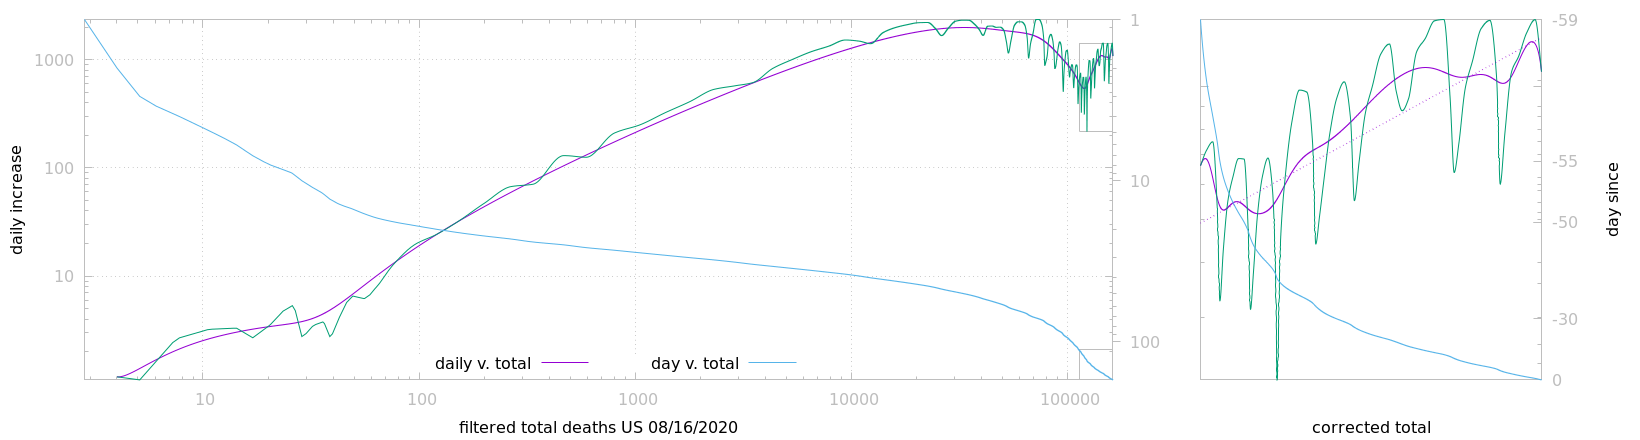 daily increase
1000
100
10
10
100
1000
10000
100000
1
10
100
daily v. total
day v. total
filtered total deaths US 08/16/2020
-59
-55
-50
-30
0
day since
corrected total